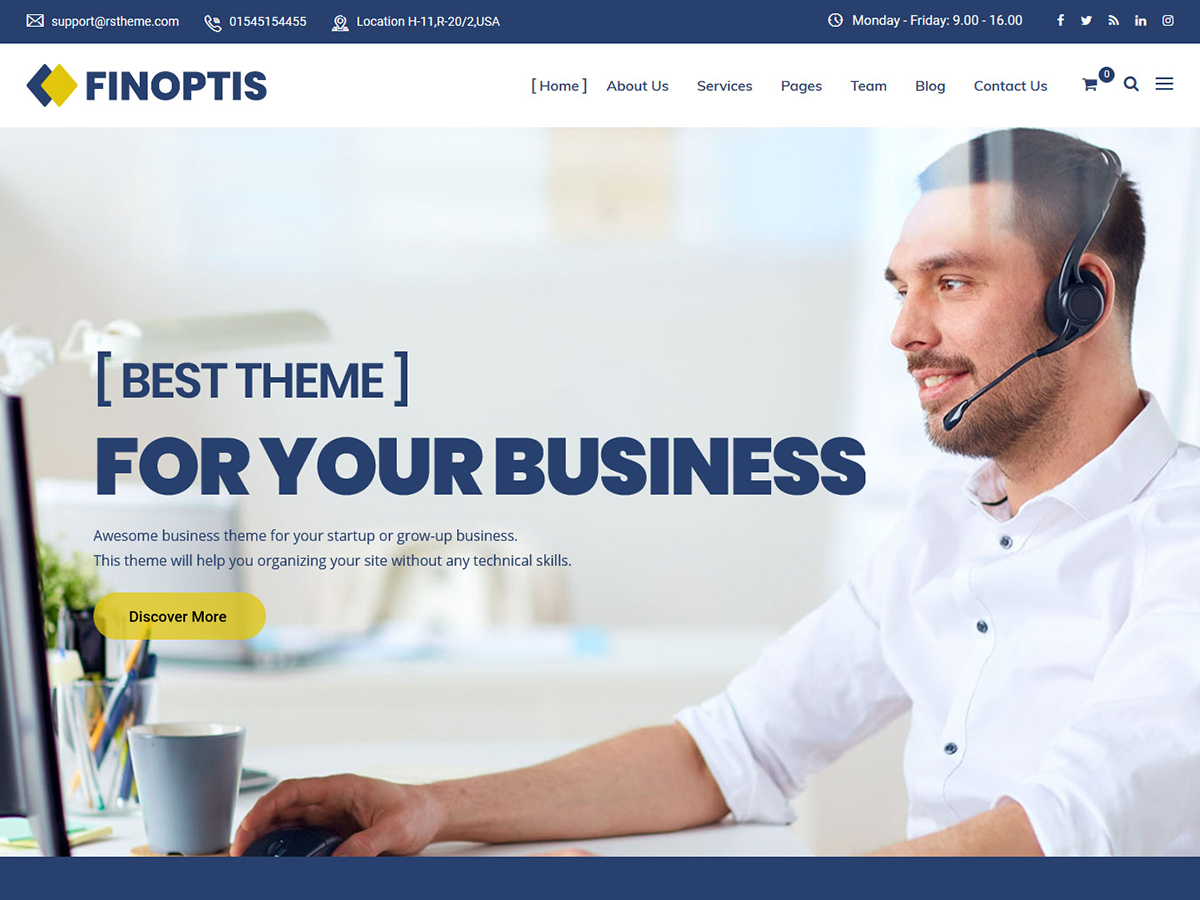 support@rstheme.com 01545154455 Location H-11,R-20/2,USA Monday - Friday: 9.00 - 16.00
FINOPTIS [ Home ] About Us Services Pages Team Blog Contact Us 0
[ BEST THEME ]
FOR YOUR BUSINESS
Awesome business theme for your startup or grow-up business.
This theme will help you organizing your site without any technical skills.
Discover More